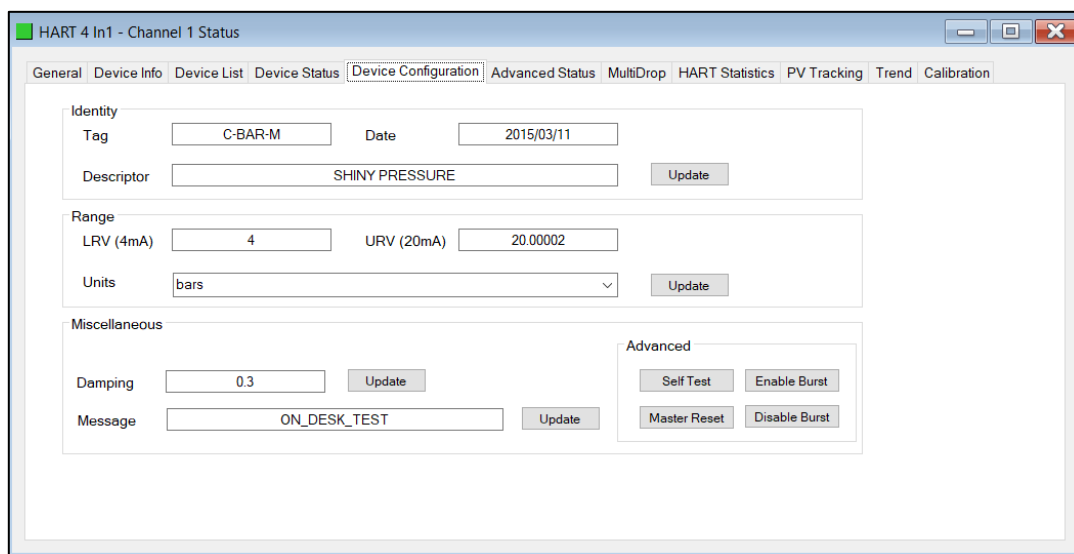 HART 4 In1 - Channel 1 Status
General Device Info Device List Device Status Device Configuration Advanced Status MultiDrop HART Statistics PV Tracking Trend Calibration
Identity
Tag C-BAR-M Date 2015/03/11
Descriptor SHINY PRESSURE Update
Range
LRV (4mA) 4 URV (20mA) 20.00002
Units bars Update
Miscellaneous
Advanced
Damping 0.3 Update Self Test Enable Burst
Message ON_DESK_TEST Update Master Reset Disable Burst